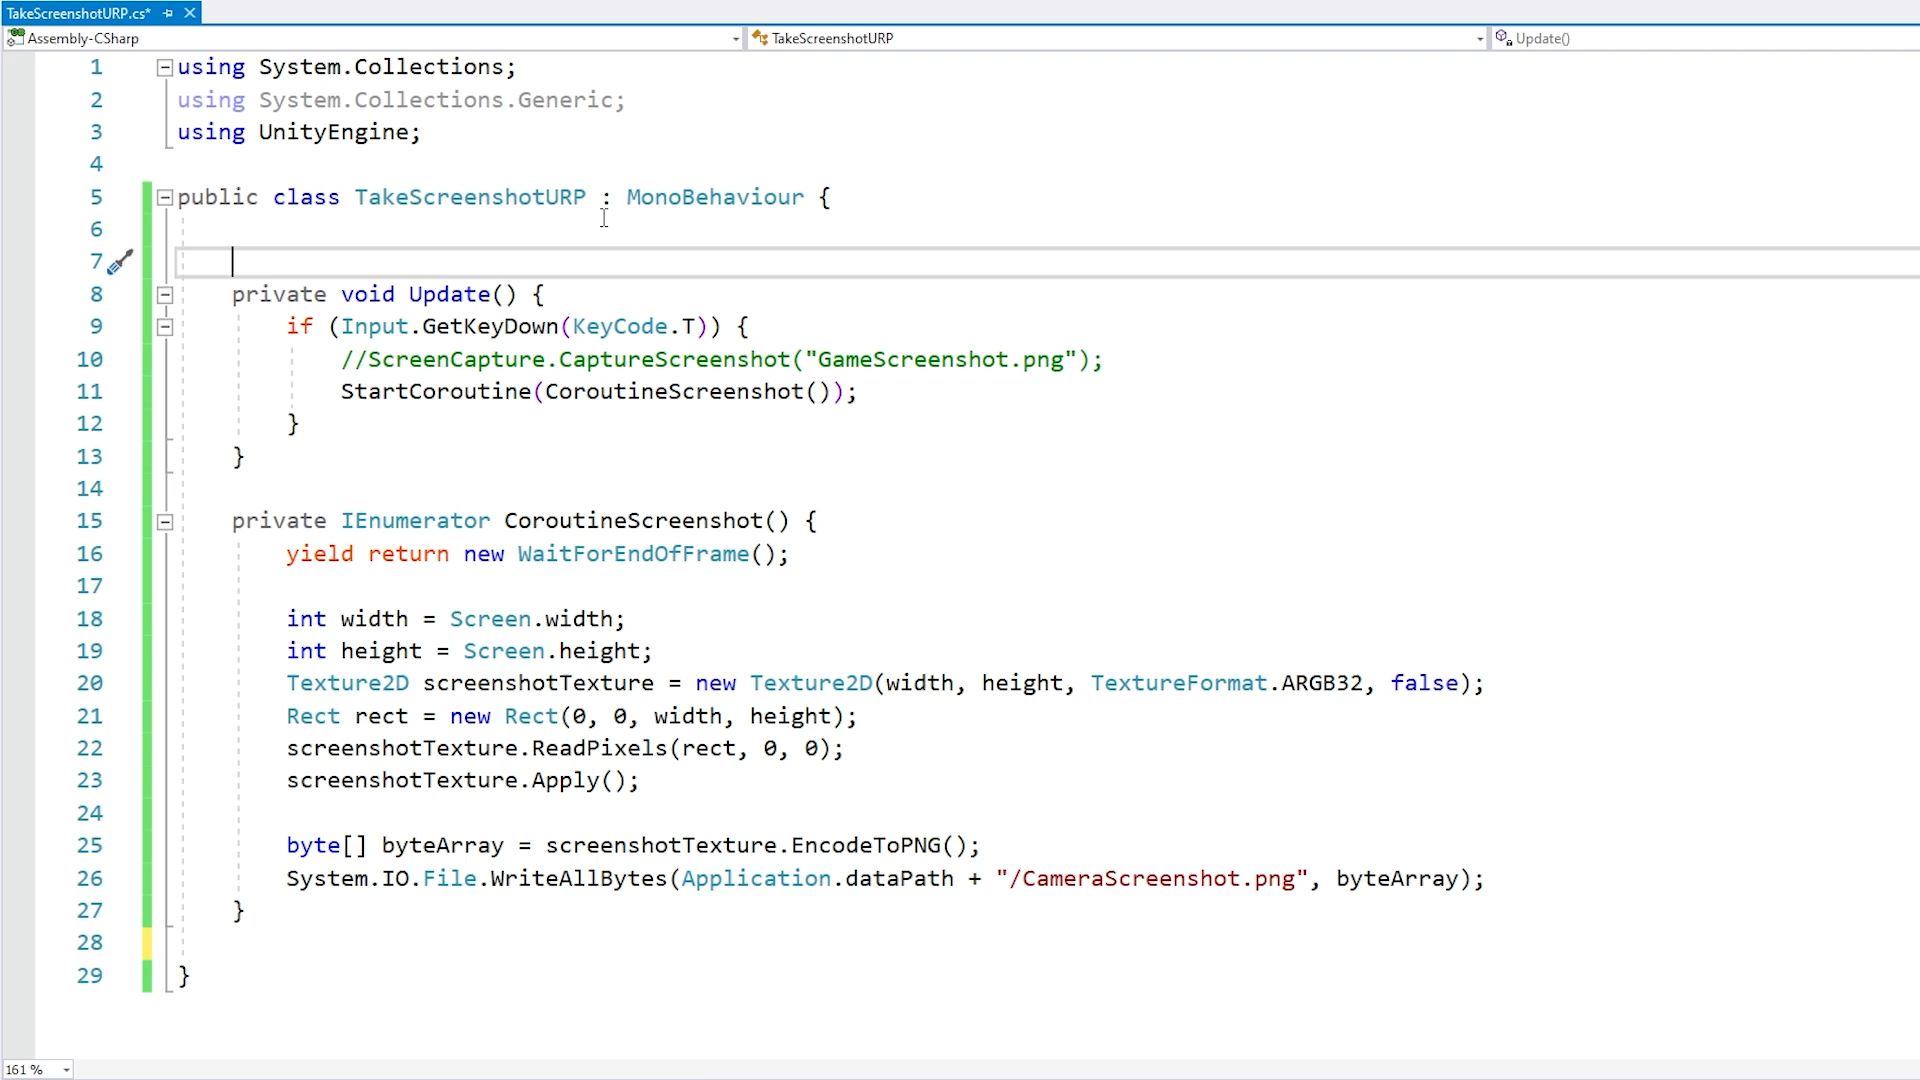 TakeScreenshotURP.cs*
Assembly-CSharp
TakeScreenshotURP
Update()
1 using System.Collections;
2 using System.Collections.Generic;
3 using UnityEngine;
4
5 public class TakeScreenshotURP : MonoBehaviour {
6
7
8 private void Update() {
9 if (Input.GetKeyDown(KeyCode.T)) {
10 //ScreenCapture.CaptureScreenshot("GameScreenshot.png");
11 StartCoroutine(CoroutineScreenshot());
12 }
13 }
14
15 private IEnumerator CoroutineScreenshot() {
16 yield return new WaitForEndOfFrame();
17
18 int width = Screen.width;
19 int height = Screen.height;
20 Texture2D screenshotTexture = new Texture2D(width, height, TextureFormat.ARGB32, false);
21 Rect rect = new Rect(0, 0, width, height);
22 screenshotTexture.ReadPixels(rect, 0, 0);
23 screenshotTexture.Apply();
24
25 byte[] byteArray = screenshotTexture.EncodeToPNG();
26 System.IO.File.WriteAllBytes(Application.dataPath + "/CameraScreenshot.png", byteArray);
27 }
28
29 }
161 %